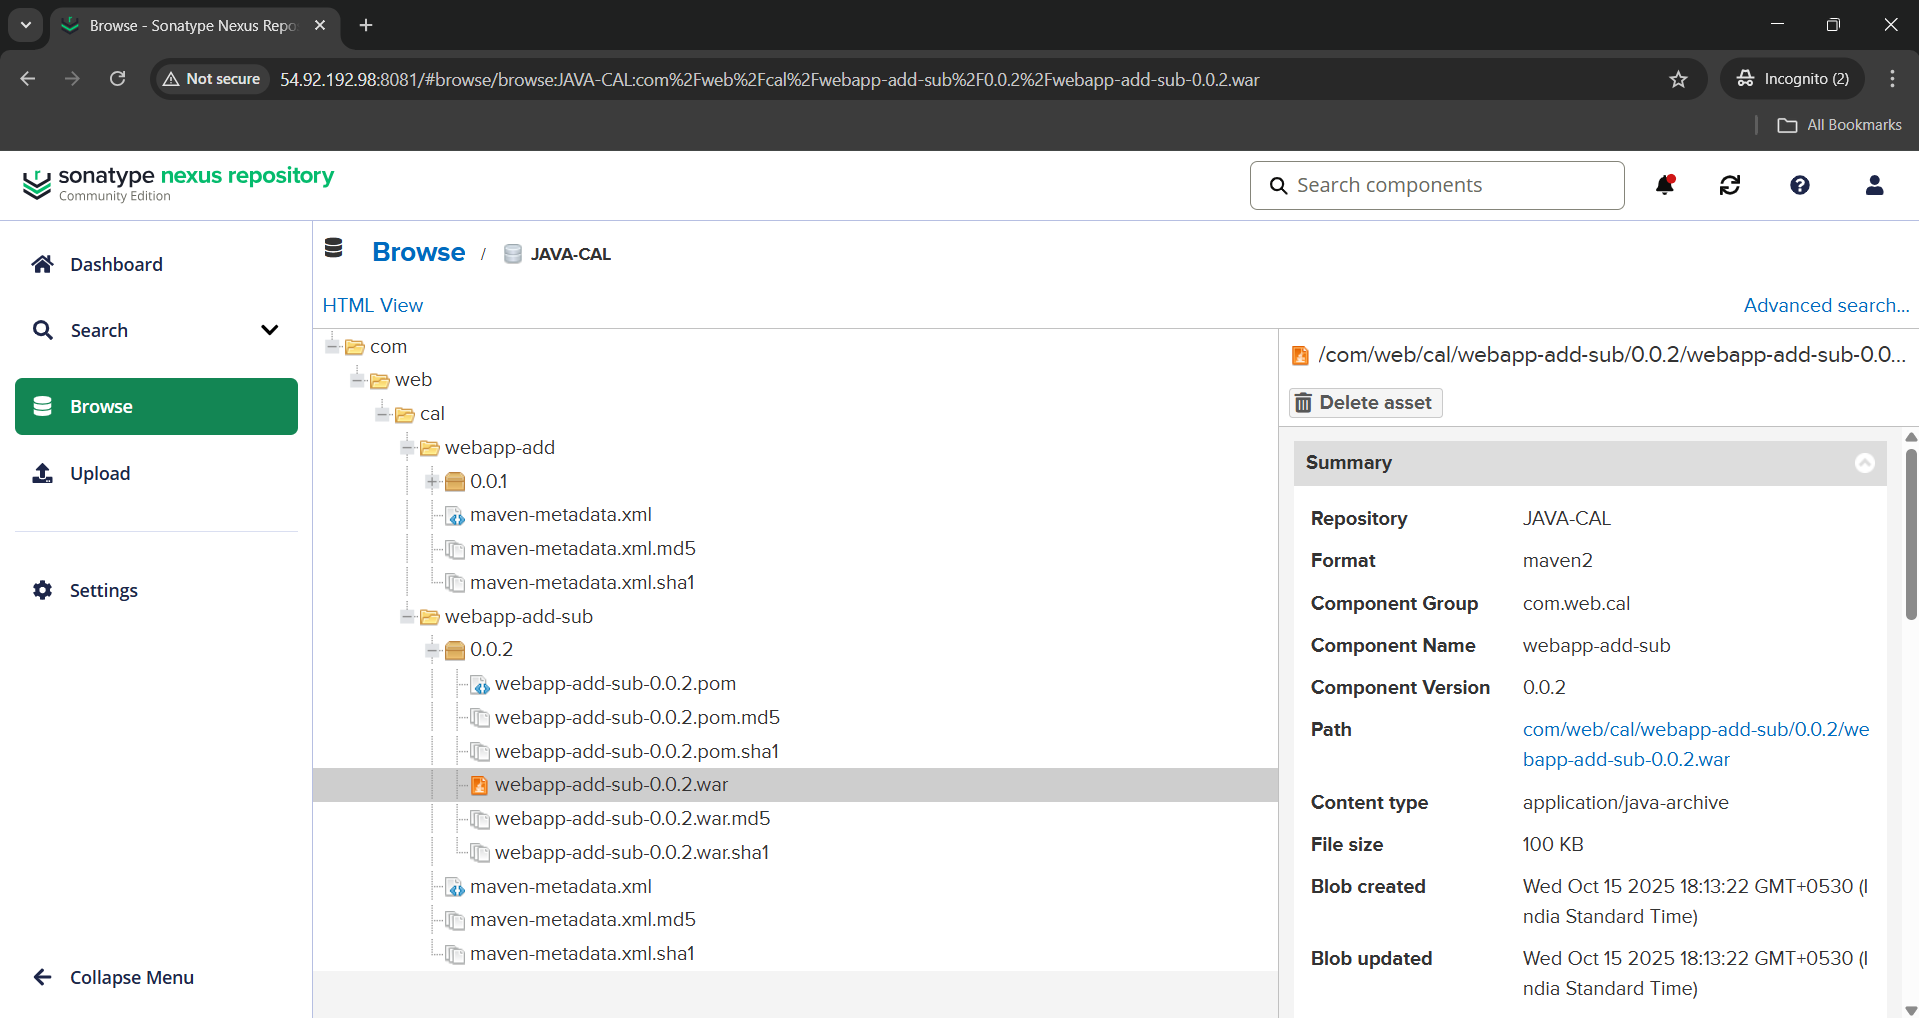 Browse - Sonatype Nexus Repo
Not secure
54.92.192.98:8081/#browse/browse:JAVA-CAL:com%2Fweb%2Fcal%2Fwebapp-add-sub%2F0.0.2%2Fwebapp-add-sub-0.0.2.war
Incognito (2)
All Bookmarks
sonatype nexus repository
Community Edition
Search components
Dashboard
Search
Browse
Upload
Settings
Collapse Menu
Browse / JAVA-CAL
HTML View
Advanced search...
com
web
cal
webapp-add
0.0.1
maven-metadata.xml
maven-metadata.xml.md5
maven-metadata.xml.sha1
webapp-add-sub
0.0.2
webapp-add-sub-0.0.2.pom
webapp-add-sub-0.0.2.pom.md5
webapp-add-sub-0.0.2.pom.sha1
webapp-add-sub-0.0.2.war
webapp-add-sub-0.0.2.war.md5
webapp-add-sub-0.0.2.war.sha1
maven-metadata.xml
maven-metadata.xml.md5
maven-metadata.xml.sha1
/com/web/cal/webapp-add-sub/0.0.2/webapp-add-sub-0.0...
Delete asset
Summary
Repository JAVA-CAL
Format maven2
Component Group com.web.cal
Component Name webapp-add-sub
Component Version 0.0.2
Path com/web/cal/webapp-add-sub/0.0.2/we
bapp-add-sub-0.0.2.war
Content type application/java-archive
File size 100 KB
Blob created Wed Oct 15 2025 18:13:22 GMT+0530 (I
ndia Standard Time)
Blob updated Wed Oct 15 2025 18:13:22 GMT+0530 (I
ndia Standard Time)